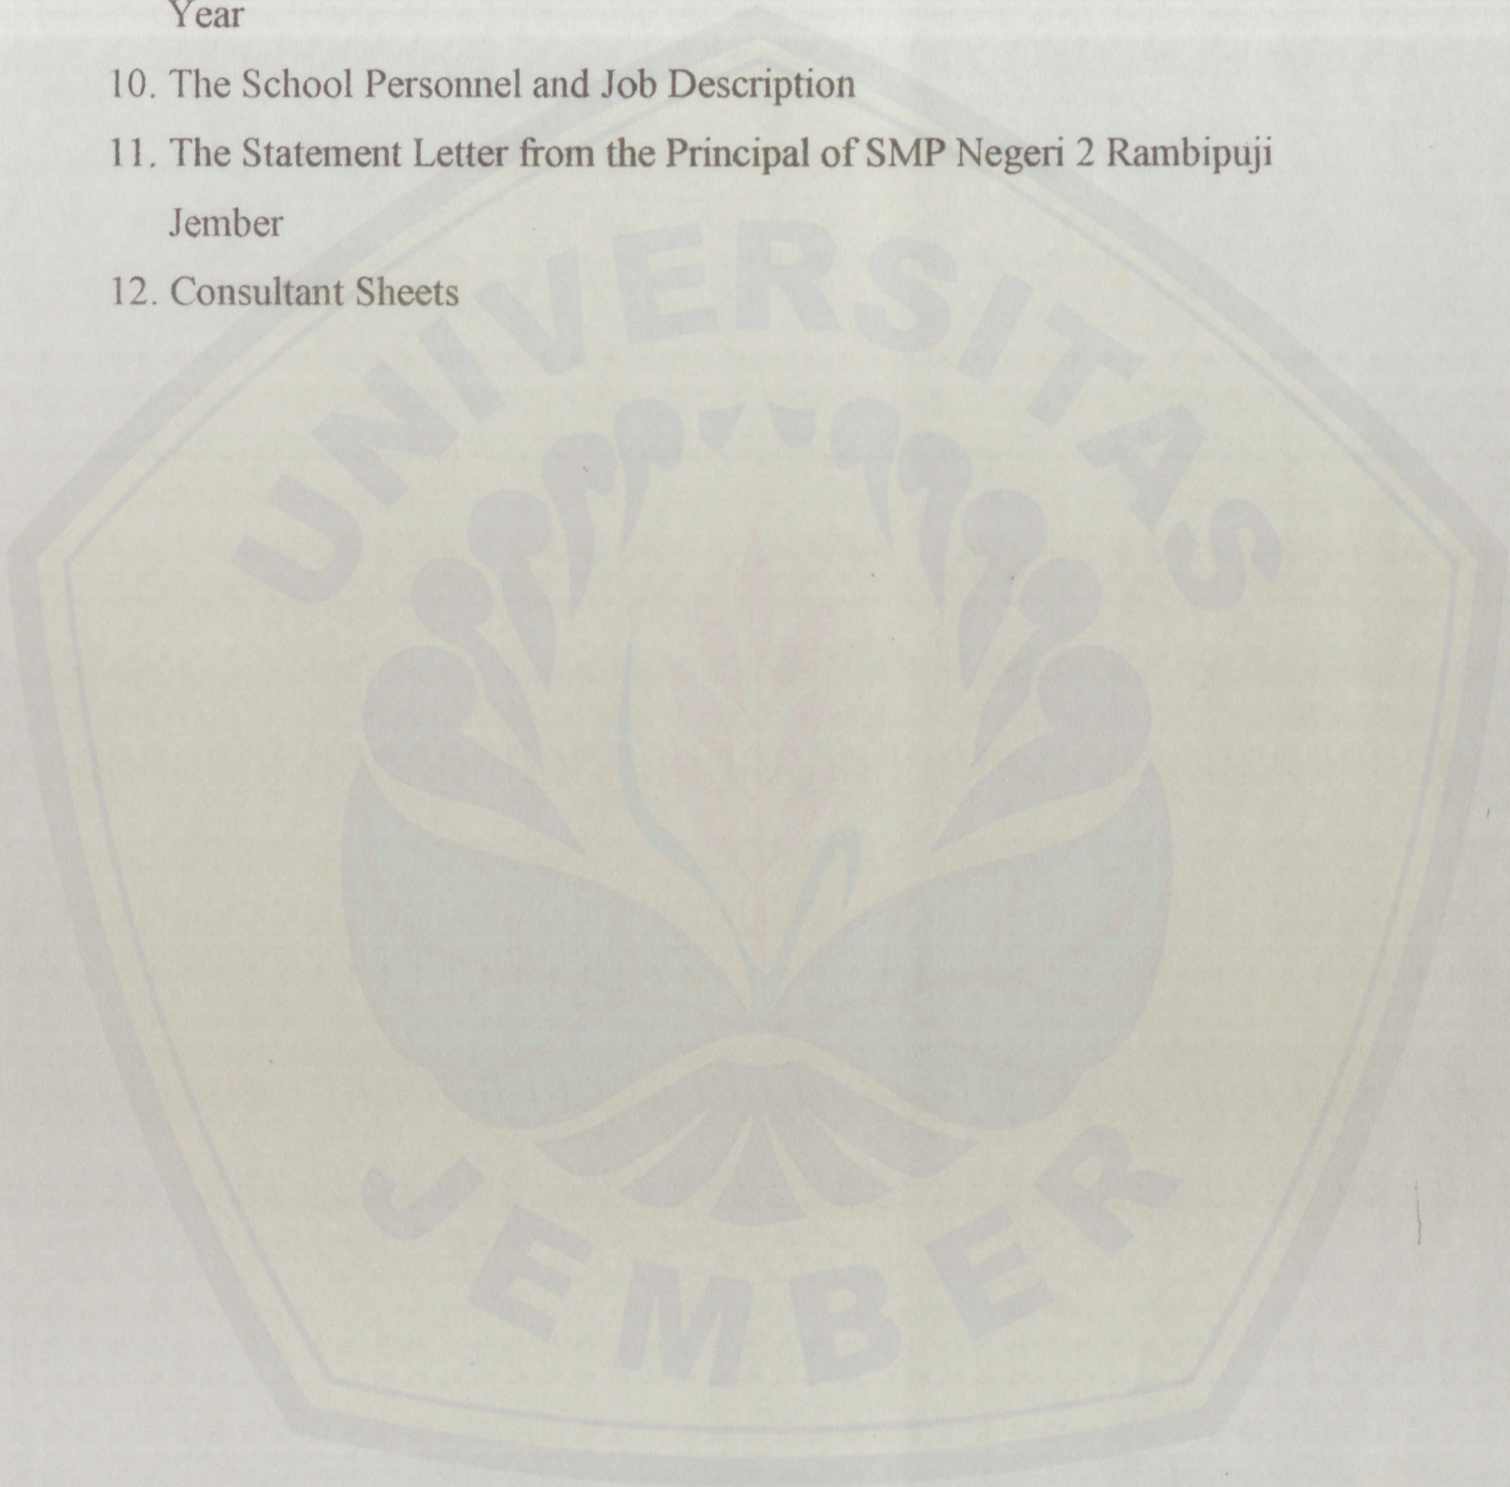 Year
10. The School Personnel and Job Description
11. The Statement Letter from the Principal of SMP Negeri 2 Rambipuji
Jember
12. Consultant Sheets
UNIVERSITAS
JEMBER